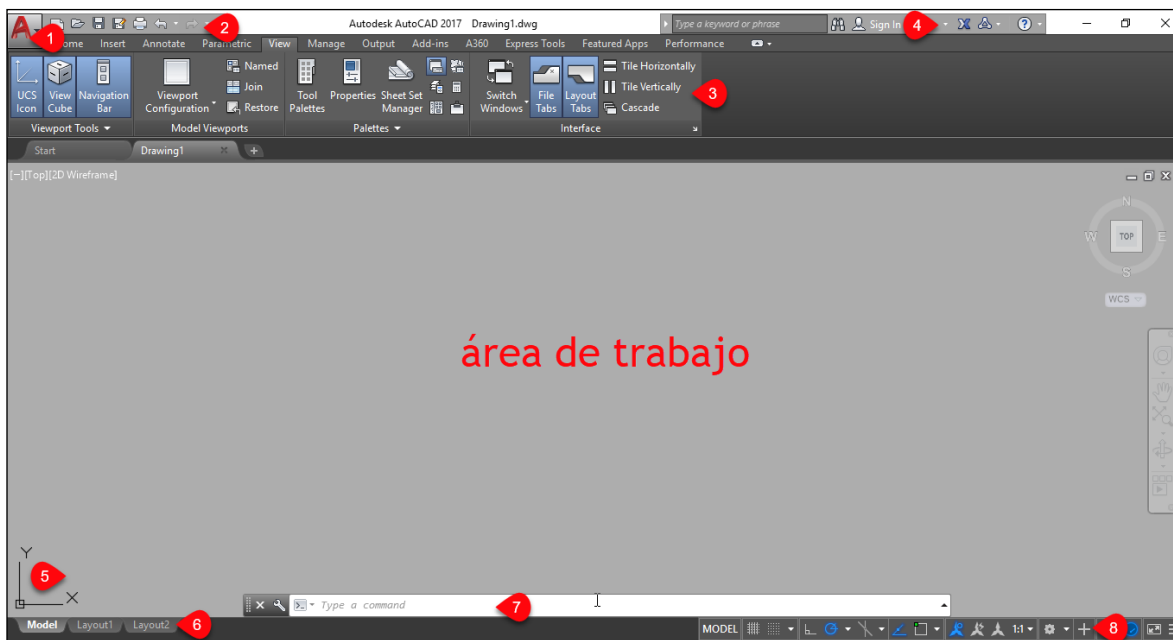 A
1
2
Autodesk AutoCAD 2017 Drawing1.dwg
Type a keyword or phrase
Sign In
4
?
Insert Annotate Parametric View Manage Output Add-ins A360 Express Tools Featured Apps Performance
UCS Icon
View Cube
Navigation Bar
Viewport Tools
Viewport Configuration
Named
Join
Restore
Model Viewports
Tool Palettes
Properties
Sheet Set Manager
Palettes
Switch Windows
File Tabs
Layout Tabs
Tile Horizontally
Tile Vertically
Cascade
3
Interface
Start Drawing1
[−][Top][2D Wireframe]
N
W TOP E
S
WCS
área de trabajo
Y
5
X
Type a command
7
Model Layout1 Layout2
6
MODEL
1:1
8